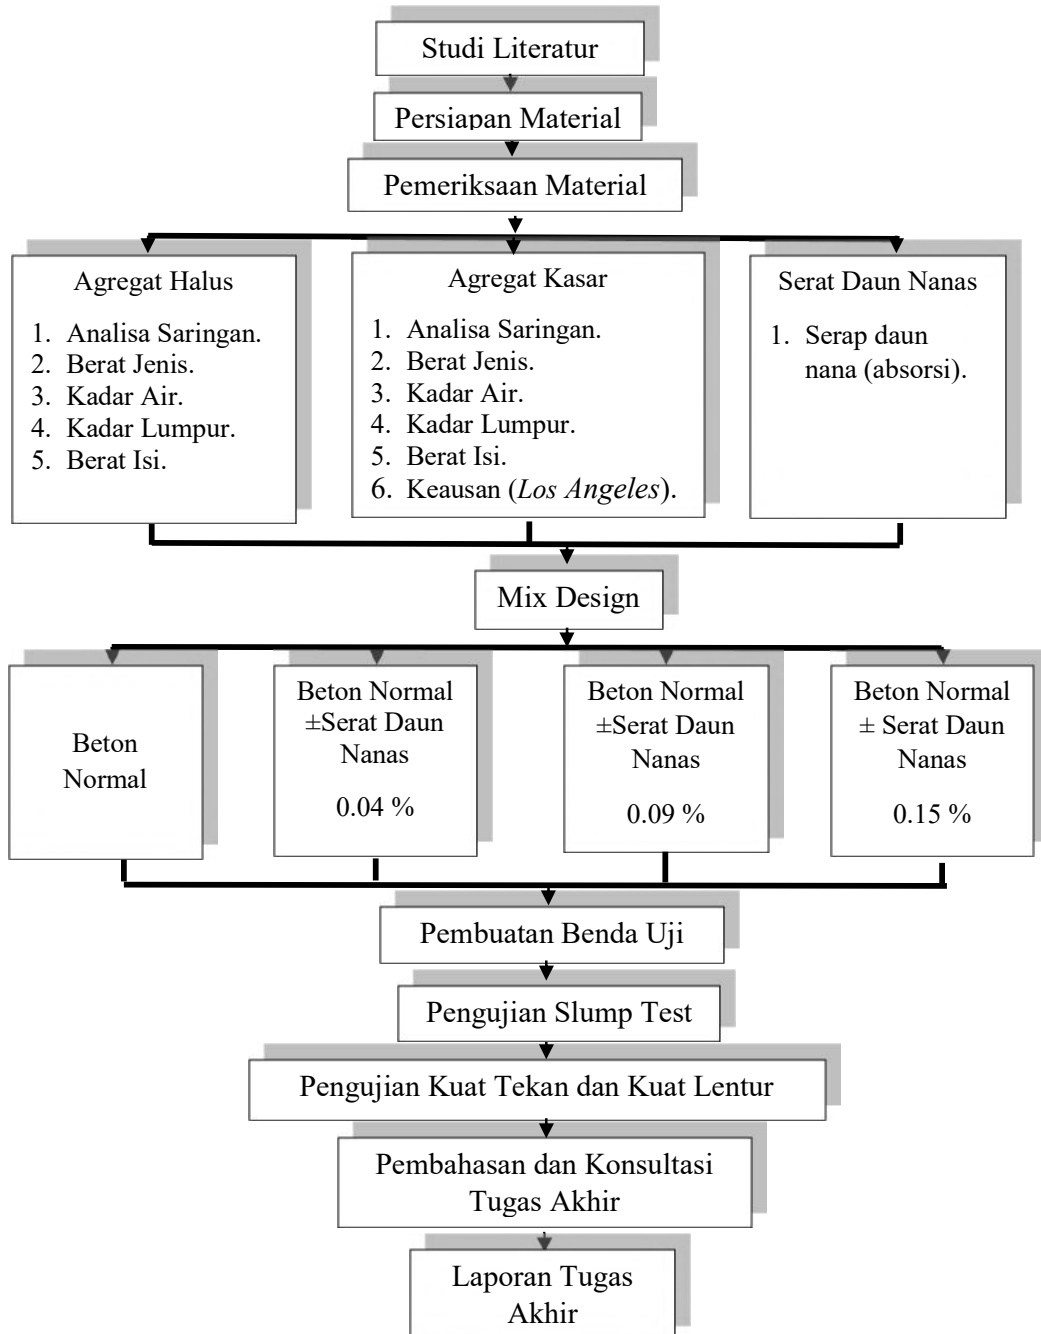 Studi Literatur
Persiapan Material
Pemeriksaan Material
Agregat Halus
1. Analisa Saringan.
2. Berat Jenis.
3. Kadar Air.
4. Kadar Lumpur.
5. Berat Isi.
Agregat Kasar
1. Analisa Saringan.
2. Berat Jenis.
3. Kadar Air.
4. Kadar Lumpur.
5. Berat Isi.
6. Keausan (Los Angeles).
Serat Daun Nanas
1. Serap daun
nana (absorsi).
Mix Design
Beton
Normal
Beton Normal
±Serat Daun
Nanas
0.04 %
Beton Normal
±Serat Daun
Nanas
0.09 %
Beton Normal
± Serat Daun
Nanas
0.15 %
Pembuatan Benda Uji
Pengujian Slump Test
Pengujian Kuat Tekan dan Kuat Lentur
Pembahasan dan Konsultasi
Tugas Akhir
Laporan Tugas
Akhir